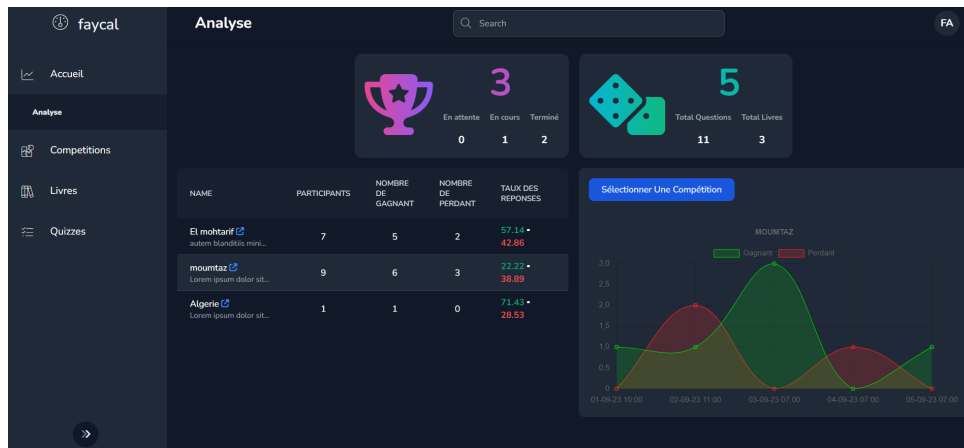 faycal
Analyse
Search
FA
Accueil
Analyse
Competitions
Livres
Quizzes
3
En attente En cours Terminé
0 1 2
5
Total Questions Total Livres
11 3
NAME PARTICIPANTS NOMBRE DE GAGNANT NOMBRE DE PERDANT TAUX DES REPONSES
El mohtarif 7 5 2 57.14 -
autem blanditiis mini... 42.86
moumtaz 9 6 3 22.22 -
Lorem ipsum dolor sit... 38.89
Algerie 1 1 0 71.43 -
Lorem ipsum dolor sit... 28.53
Sélectionner Une Compétition
MOUMTAZ
Gagnant Perdant
3,0
2,5
2,0
1,5
1,0
0,5
0
01-09-23 10:00 02-09-23 11:00 03-09-23 07:00 04-09-23 07:00 05-09-23 07:00